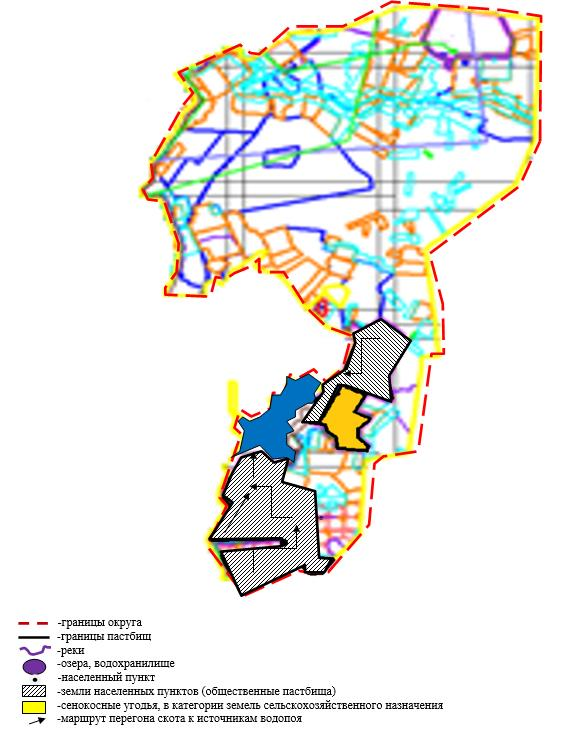 -границы округа
-границы пастбищ
-реки
-озера, водохранилище
-населенный пункт
-земли населенных пунктов (общественные пастбища)
-сенокосные угодья, в категории земель сельскохозяйственного назначения
-маршрут перегона скота к источникам водопоя